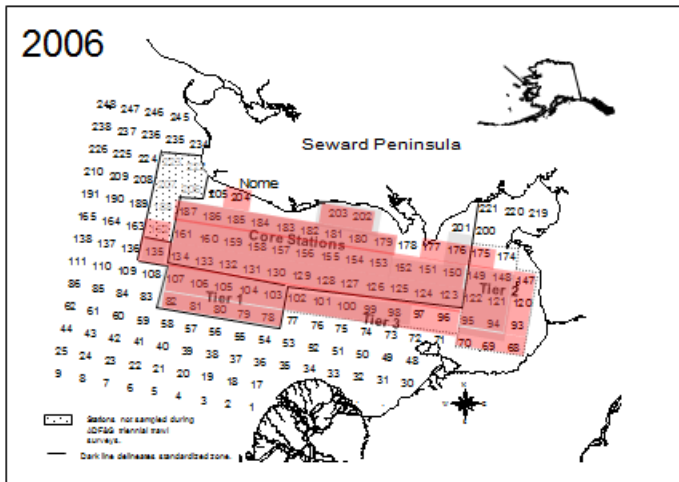 2006
248 247 246 245
238 237 236 235 234
Seward Peninsula
226 225 224
210 209 208
Nome
205 204
191 190 189
187 186 185 184 183 182 181 180 179 178 177 176 175 174
203 202
201 200
221 220 219
165 164 163
161 160 159 158 157 156 155 154 153 152 151 150 149 148 147
Core Stations
138 137 136 135 134 133 132 131 130 129 128 127 126 125 124 123 122 121 120
Tier 2
111 110 109 108 107 106 105 104 103 102 101 100 99 98 97 96 95 94 93
Tier 1
Tier 3
86 85 84 83 82 81 80 79 78 77 76 75 74 73 72 71 70 69 68
62 61 60 59 58 57 56 55 54 53 52 51 50 49 48
44 43 42 41 40 39 38 37 36 35 34 33 32 31 30
25 24 23 22 21 20 19 18 17
9 8 7 6 5 4 3 2 1
Stations not sampled during
ADF&G triennial trawl
surveys.
Dark line delineates standardized zone.